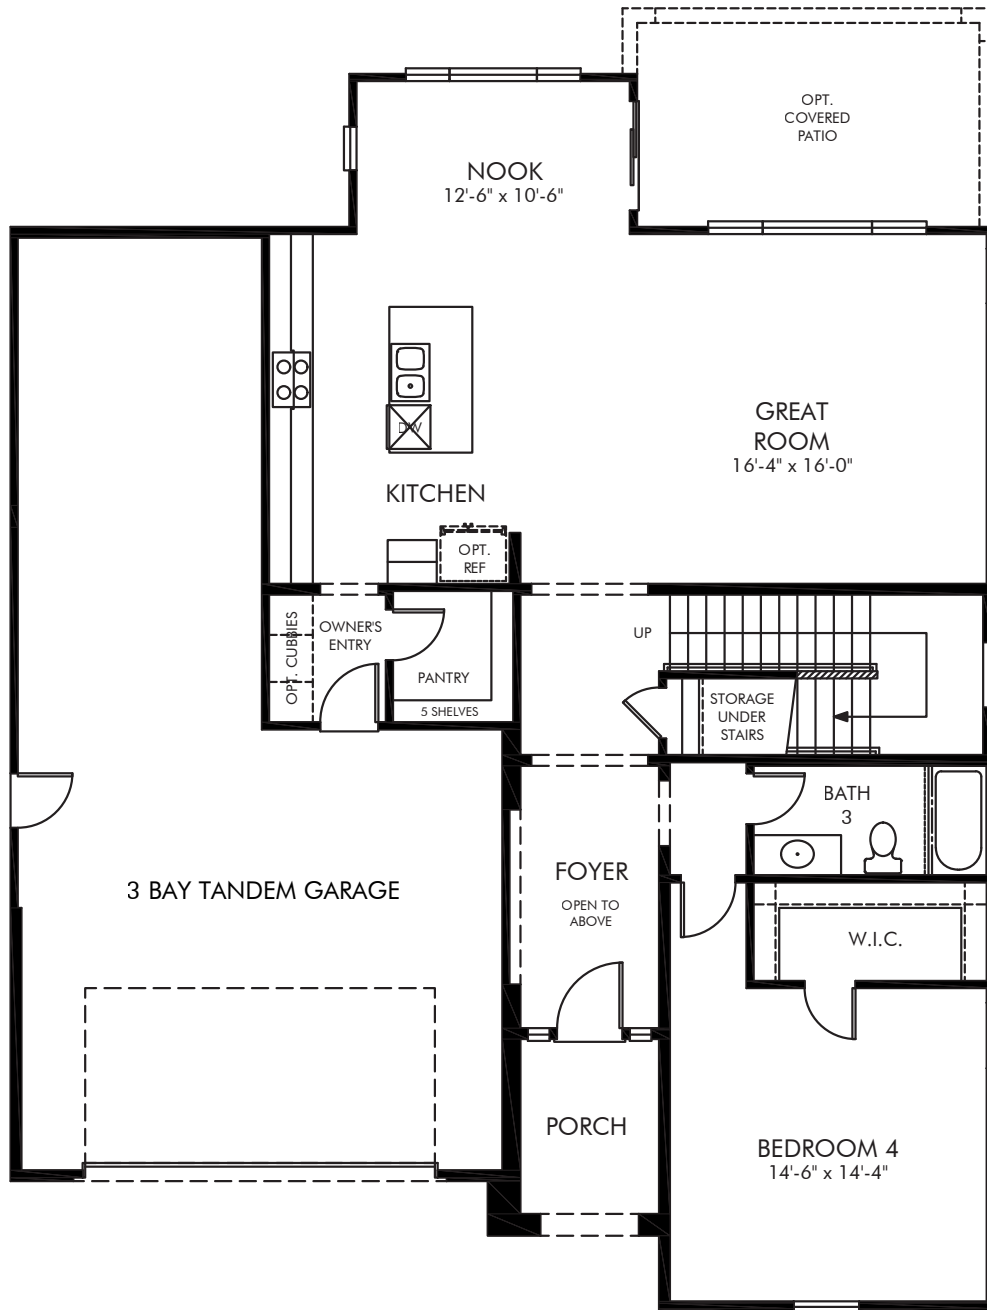 OPT.
COVERED
PATIO
NOOK
12'-6" x 10'-6"
GREAT
ROOM
16'-4" x 16'-0"
DW
KITCHEN
OPT.
REF
OPT. CUBBIES
OWNER'S
ENTRY
PANTRY
5 SHELVES
UP
STORAGE
UNDER
STAIRS
BATH
3
3 BAY TANDEM GARAGE
FOYER
OPEN TO
ABOVE
W.I.C.
PORCH
BEDROOM 4
14'-6" x 14'-4"